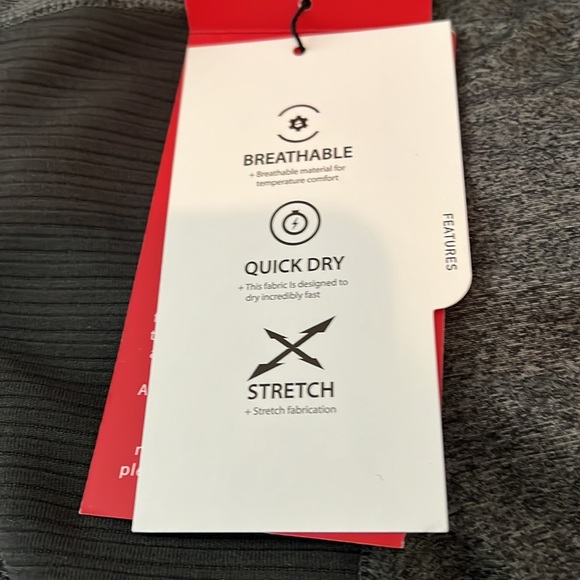 BREATHABLE
+ Breathable material for
temperature comfort
QUICK DRY
+ This fabric Is designed to
dry incredibly fast
STRETCH
+ Stretch fabrication
FEATURES